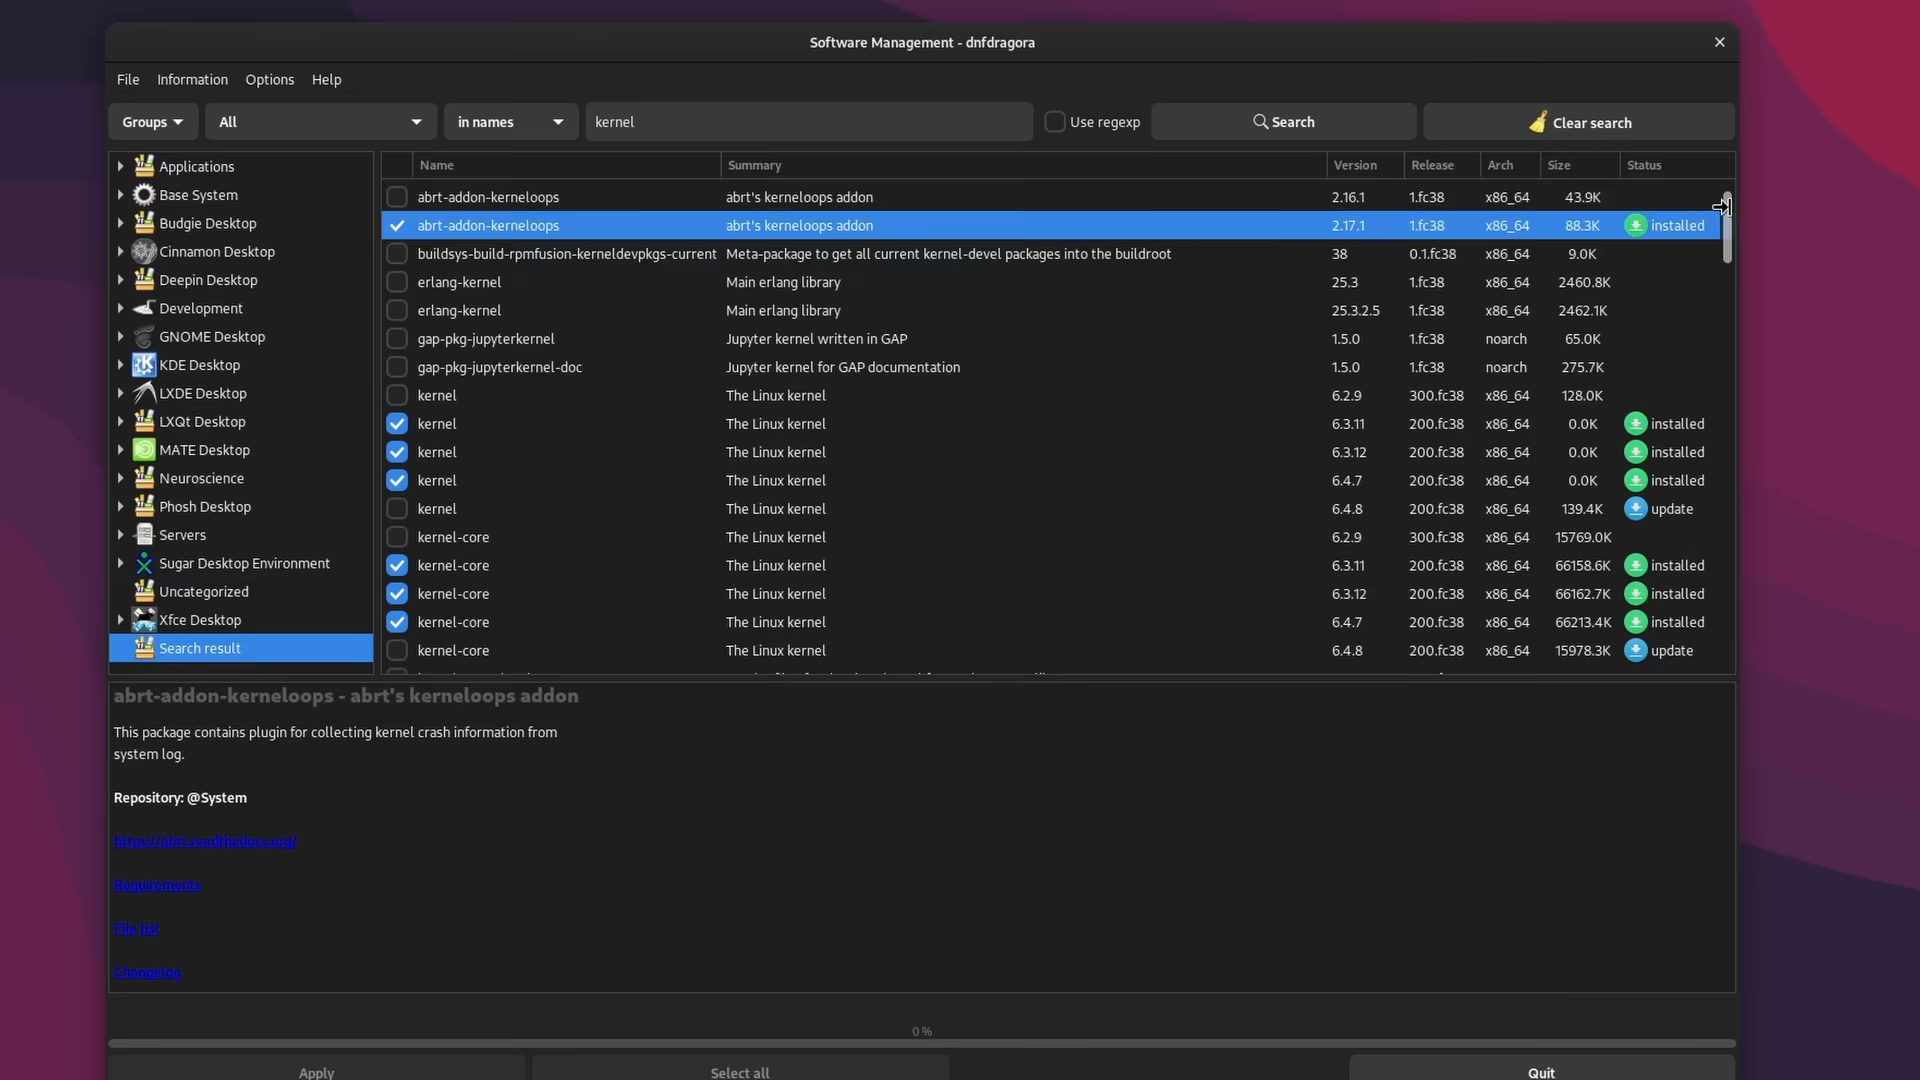 Software Management - dnfdragora
File Information Options Help
Groups All in names kernel Use regexp Search Clear search
Applications
Base System
Budgie Desktop
Cinnamon Desktop
Deepin Desktop
Development
GNOME Desktop
KDE Desktop
LXDE Desktop
LXQt Desktop
MATE Desktop
Neuroscience
Phosh Desktop
Servers
Sugar Desktop Environment
Uncategorized
Xfce Desktop
Search result
Name Summary Version Release Arch Size Status
abrt-addon-kerneloops abrt's kerneloops addon 2.16.1 1.fc38 x86_64 43.9K
abrt-addon-kerneloops abrt's kerneloops addon 2.17.1 1.fc38 x86_64 88.3K installed
buildsys-build-rpmfusion-kerneldevpkgs-current Meta-package to get all current kernel-devel packages into the buildroot 38 0.1.fc38 x86_64 9.0K
erlang-kernel Main erlang library 25.3 1.fc38 x86_64 2460.8K
erlang-kernel Main erlang library 25.3.2.5 1.fc38 x86_64 2462.1K
gap-pkg-jupyterkernel Jupyter kernel written in GAP 1.5.0 1.fc38 noarch 65.0K
gap-pkg-jupyterkernel-doc Jupyter kernel for GAP documentation 1.5.0 1.fc38 noarch 275.7K
kernel The Linux kernel 6.2.9 300.fc38 x86_64 128.0K
kernel The Linux kernel 6.3.11 200.fc38 x86_64 0.0K installed
kernel The Linux kernel 6.3.12 200.fc38 x86_64 0.0K installed
kernel The Linux kernel 6.4.7 200.fc38 x86_64 0.0K installed
kernel The Linux kernel 6.4.8 200.fc38 x86_64 139.4K update
kernel-core The Linux kernel 6.2.9 300.fc38 x86_64 15769.0K
kernel-core The Linux kernel 6.3.11 200.fc38 x86_64 66158.6K installed
kernel-core The Linux kernel 6.3.12 200.fc38 x86_64 66162.7K installed
kernel-core The Linux kernel 6.4.7 200.fc38 x86_64 66213.4K installed
kernel-core The Linux kernel 6.4.8 200.fc38 x86_64 15978.3K update
abrt-addon-kerneloops - abrt's kerneloops addon
This package contains plugin for collecting kernel crash information from
system log.
Repository: @System
https://abrt.readthedocs.org/
Requirements
File list
Changelog
0 %
Apply Select all Quit